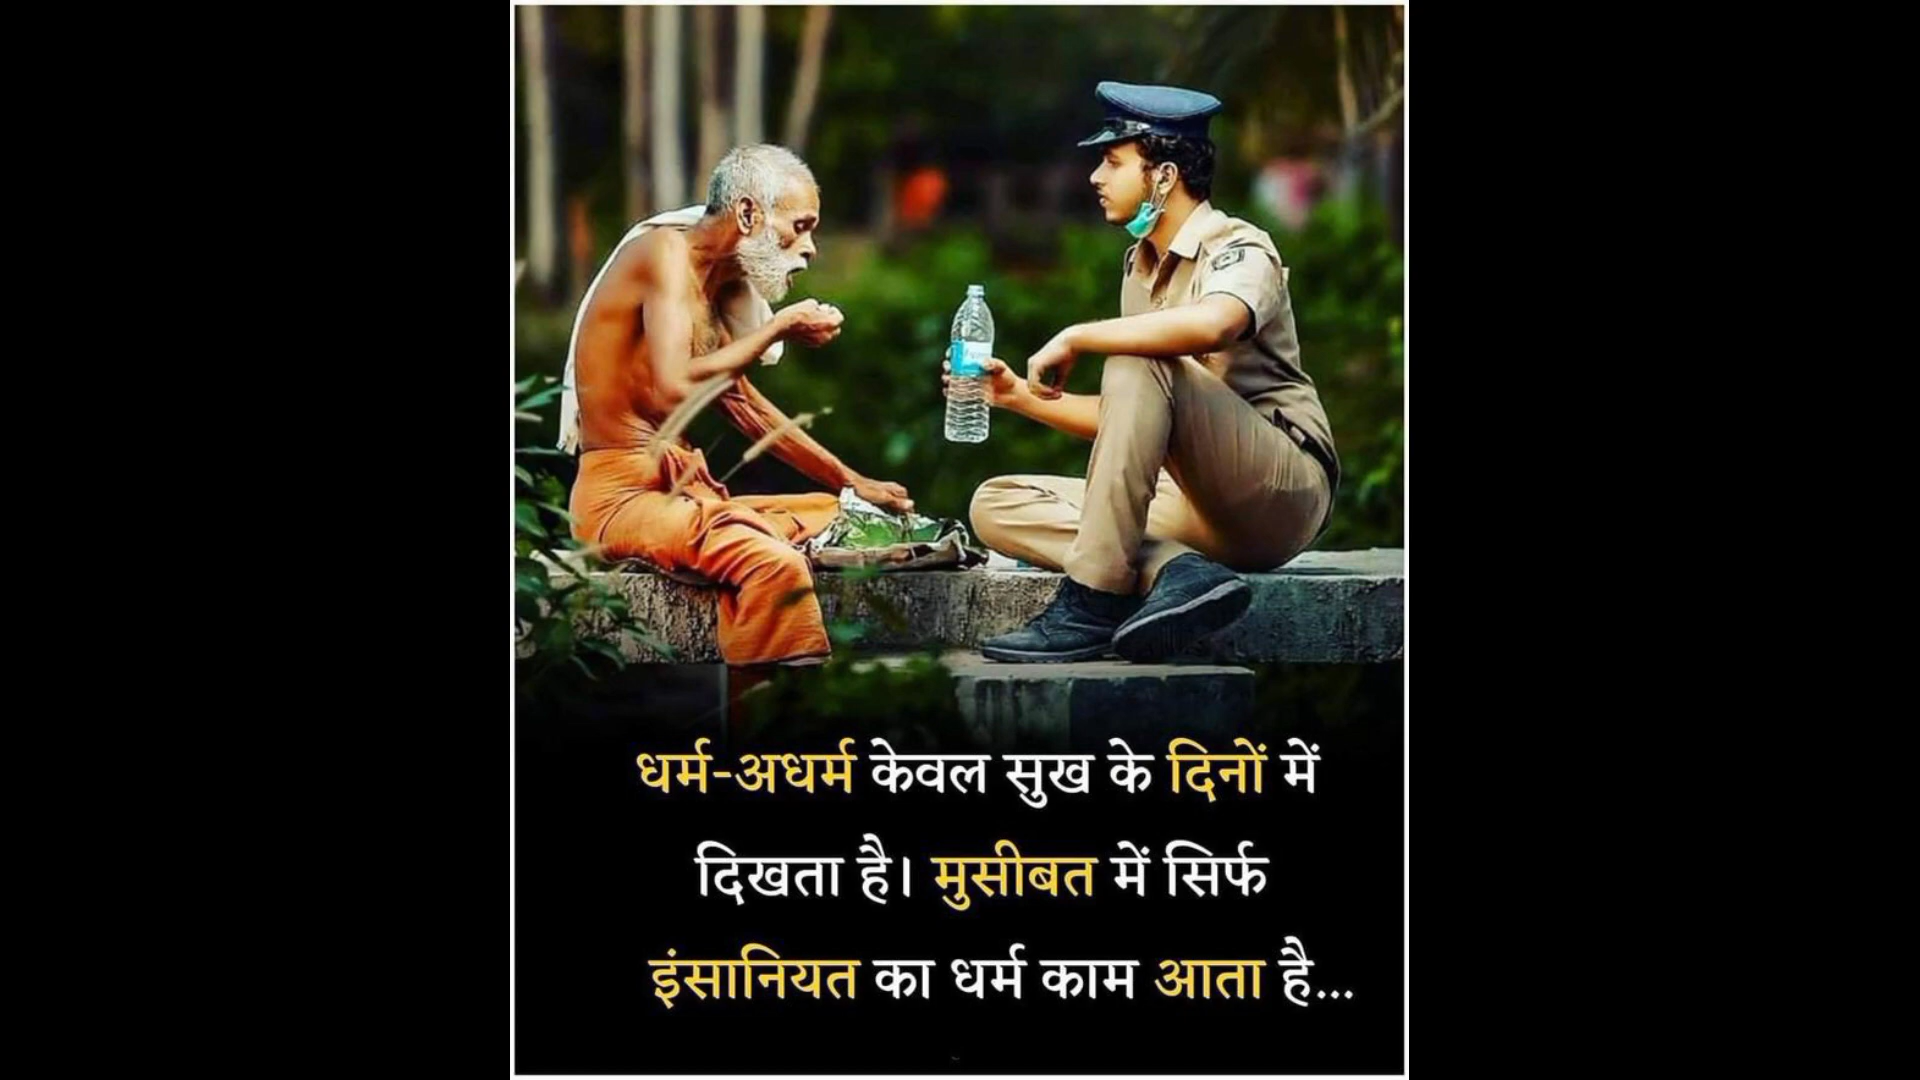 धर्म-अधर्म केवल सुख के दिनों में
दिखता है। मुसीबत में सिर्फ
इंसानियत का धर्म काम आता है...